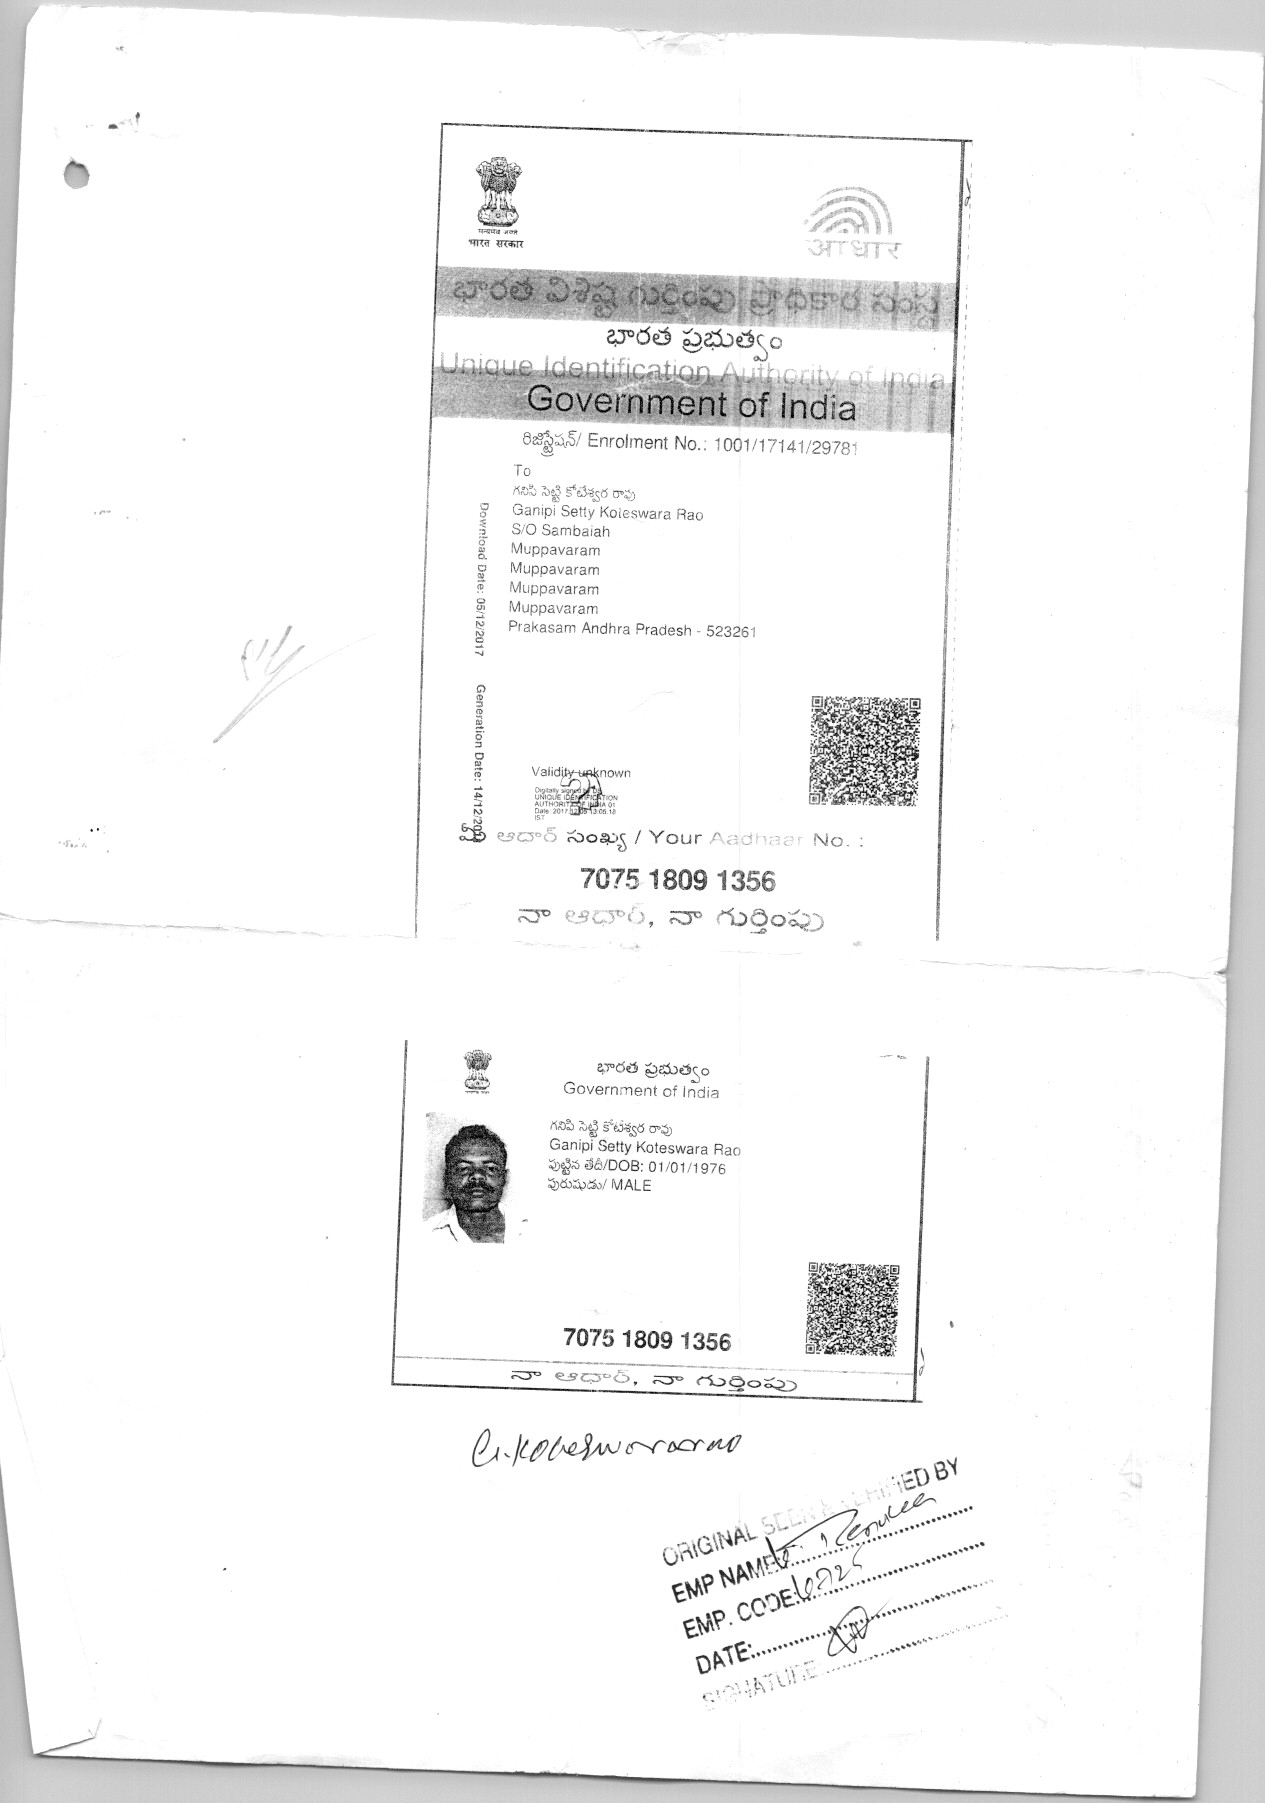 सत्यमेव जयते
भारत सरकार
आधार
భారత విశిష్ట గుర్తింపు ప్రాధికార సంస్థ
భారత ప్రభుత్వం
Unique Identification Authority of India
Government of India
రిజిస్ట్రేషన్/ Enrolment No.: 1001/17141/29781
To
గనిపి సెట్టి కోటేశ్వర రావు
Ganipi Setty Koteswara Rao
S/O Sambaiah
Muppavaram
Muppavaram
Muppavaram
Muppavaram
Prakasam Andhra Pradesh - 523261
Download Date: 05/12/2017
Generation Date: 14/12/
Validity unknown
Digitally signed by DS
UNIQUE IDENTIFICATION
AUTHORITY OF INDIA 01
Date: 2017.12.05 13:05:18
IST
మీ ఆధార్ సంఖ్య / Your Aadhaar No. :
7075 1809 1356
నా ఆధార్, నా గుర్తింపు
భారత ప్రభుత్వం
Government of India
గనిపి సెట్టి కోటేశ్వర రావు
Ganipi Setty Koteswara Rao
పుట్టిన తేదీ/DOB: 01/01/1976
పురుషుడు/ MALE
7075 1809 1356
నా ఆధార్, నా గుర్తింపు
G.Koteswararao
ORIGINAL SEEN & VERIFIED BY
EMP NAME:
EMP. CODE:
DATE:
SIGNATURE